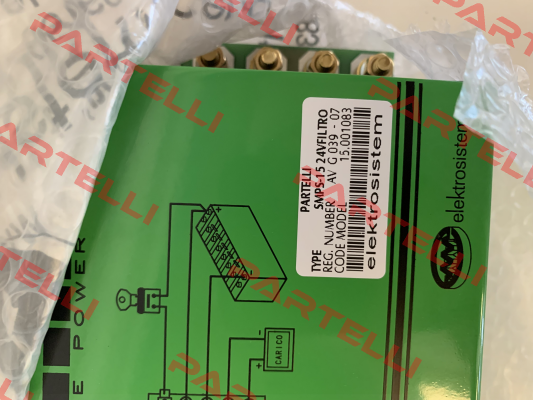 PARTELLI
TYPE SMPS-15 24VFILTRO
REG. NUMBER AV G 039 - 07
CODE MODEL 15.001083
elektrosistem
elektrosistem
E POWER
CARICO
+
-
-
+
PARTELLI
PARTELLI
PARTELLI
PARTELLI
PARTELLI
PARTELLI